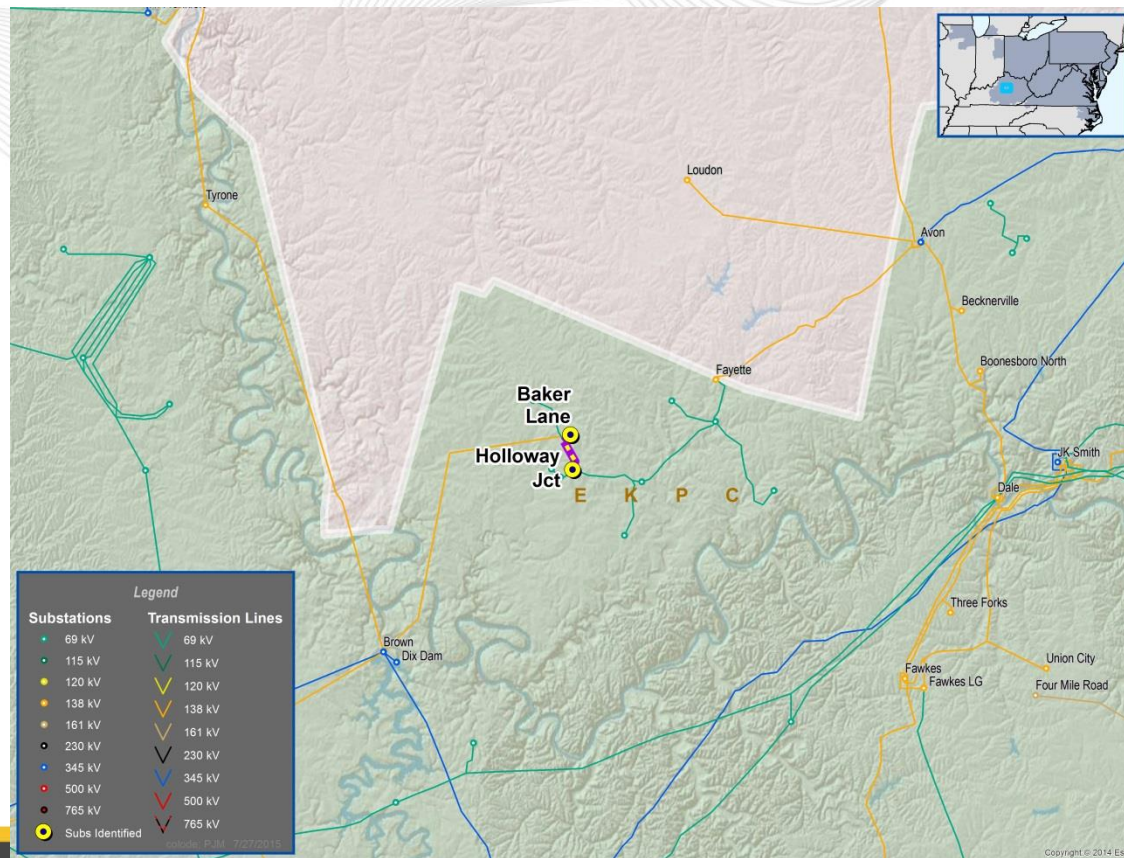 Tyrone
Loudon
Avon
Becknerville
Boonesboro North
Fayette
Baker
Lane
Holloway
Jct
E K P C
JK Smith
Dale
Three Forks
Union City
Fawkes
Fawkes LG
Four Mile Road
Brown
Dix Dam
Legend
Substations
Transmission Lines
69 kV
69 kV
115 kV
115 kV
120 kV
120 kV
138 kV
138 kV
161 kV
161 kV
230 kV
230 kV
345 kV
345 kV
500 kV
500 kV
765 kV
765 kV
Subs Identified
PJM 7/27/2015
Copyright:© 2014 Es